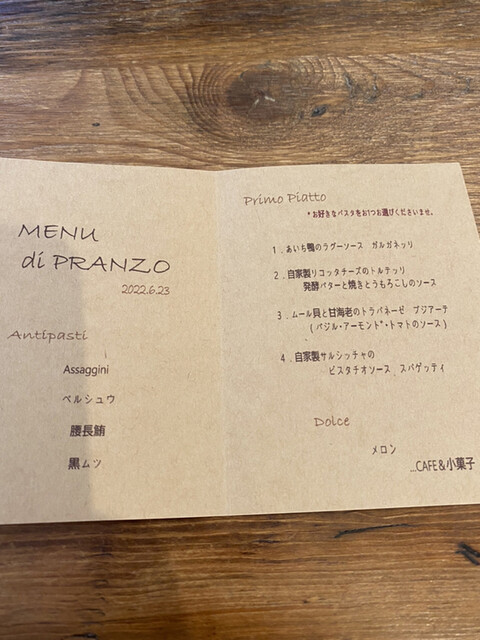 MENU
di PRANZO
2022.6.23
Antipasti
Assaggini
ペルシュウ
腰長鮪
黒ムツ
Primo Piatto
*お好きなパスタをお1つお選びくださいませ。
1．あいち鴨のラグーソース ガルガネッリ
2．自家製リコッタチーズのトルテッリ
発酵バターと焼きとうもろこしのソース
3．ムール貝と甘海老のトラパネーゼ ブジアーテ
(バジル・アーモンド・トマトのソース)
4．自家製サルシッチャの
ピスタチオソース スパゲッティ
Dolce
メロン
...CAFE＆小菓子